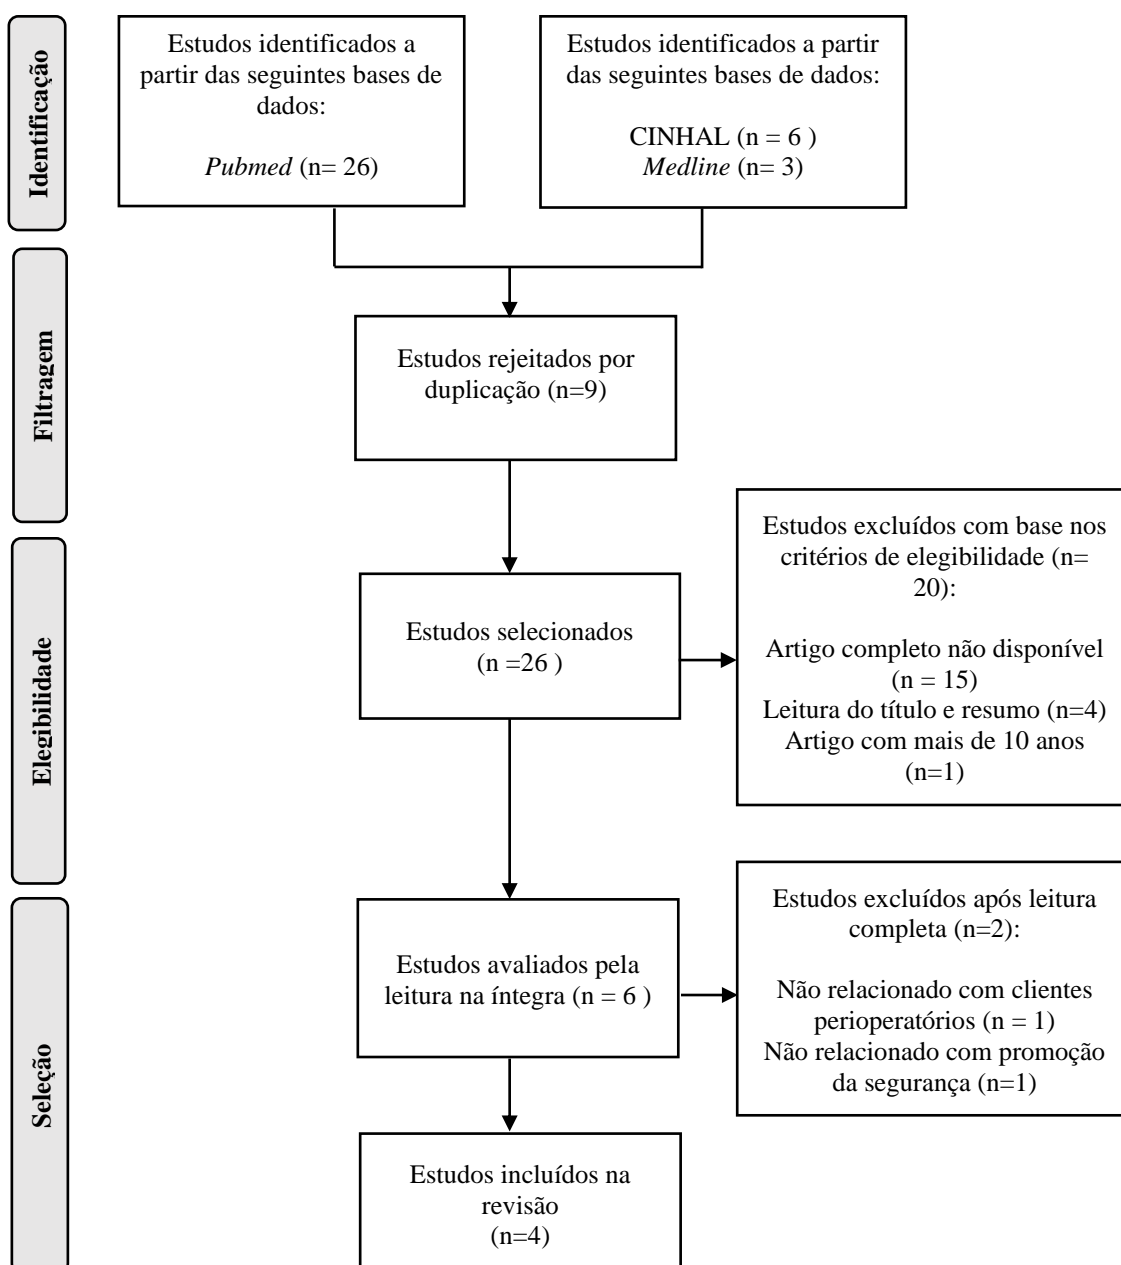 Identificação
Estudos identificados a
partir das seguintes bases de
dados:
Pubmed (n= 26)
Estudos identificados a partir
das seguintes bases de dados:
CINHAL (n = 6 )
Medline (n= 3)
Filtragem
Estudos rejeitados por
duplicação (n=9)
Elegibilidade
Estudos selecionados
(n =26 )
Estudos excluídos com base nos
critérios de elegibilidade (n=
20):
Artigo completo não disponível
(n = 15)
Leitura do título e resumo (n=4)
Artigo com mais de 10 anos
(n=1)
Seleção
Estudos avaliados pela
leitura na íntegra (n = 6 )
Estudos excluídos após leitura
completa (n=2):
Não relacionado com clientes
perioperatórios (n = 1)
Não relacionado com promoção
da segurança (n=1)
Estudos incluídos na
revisão
(n=4)